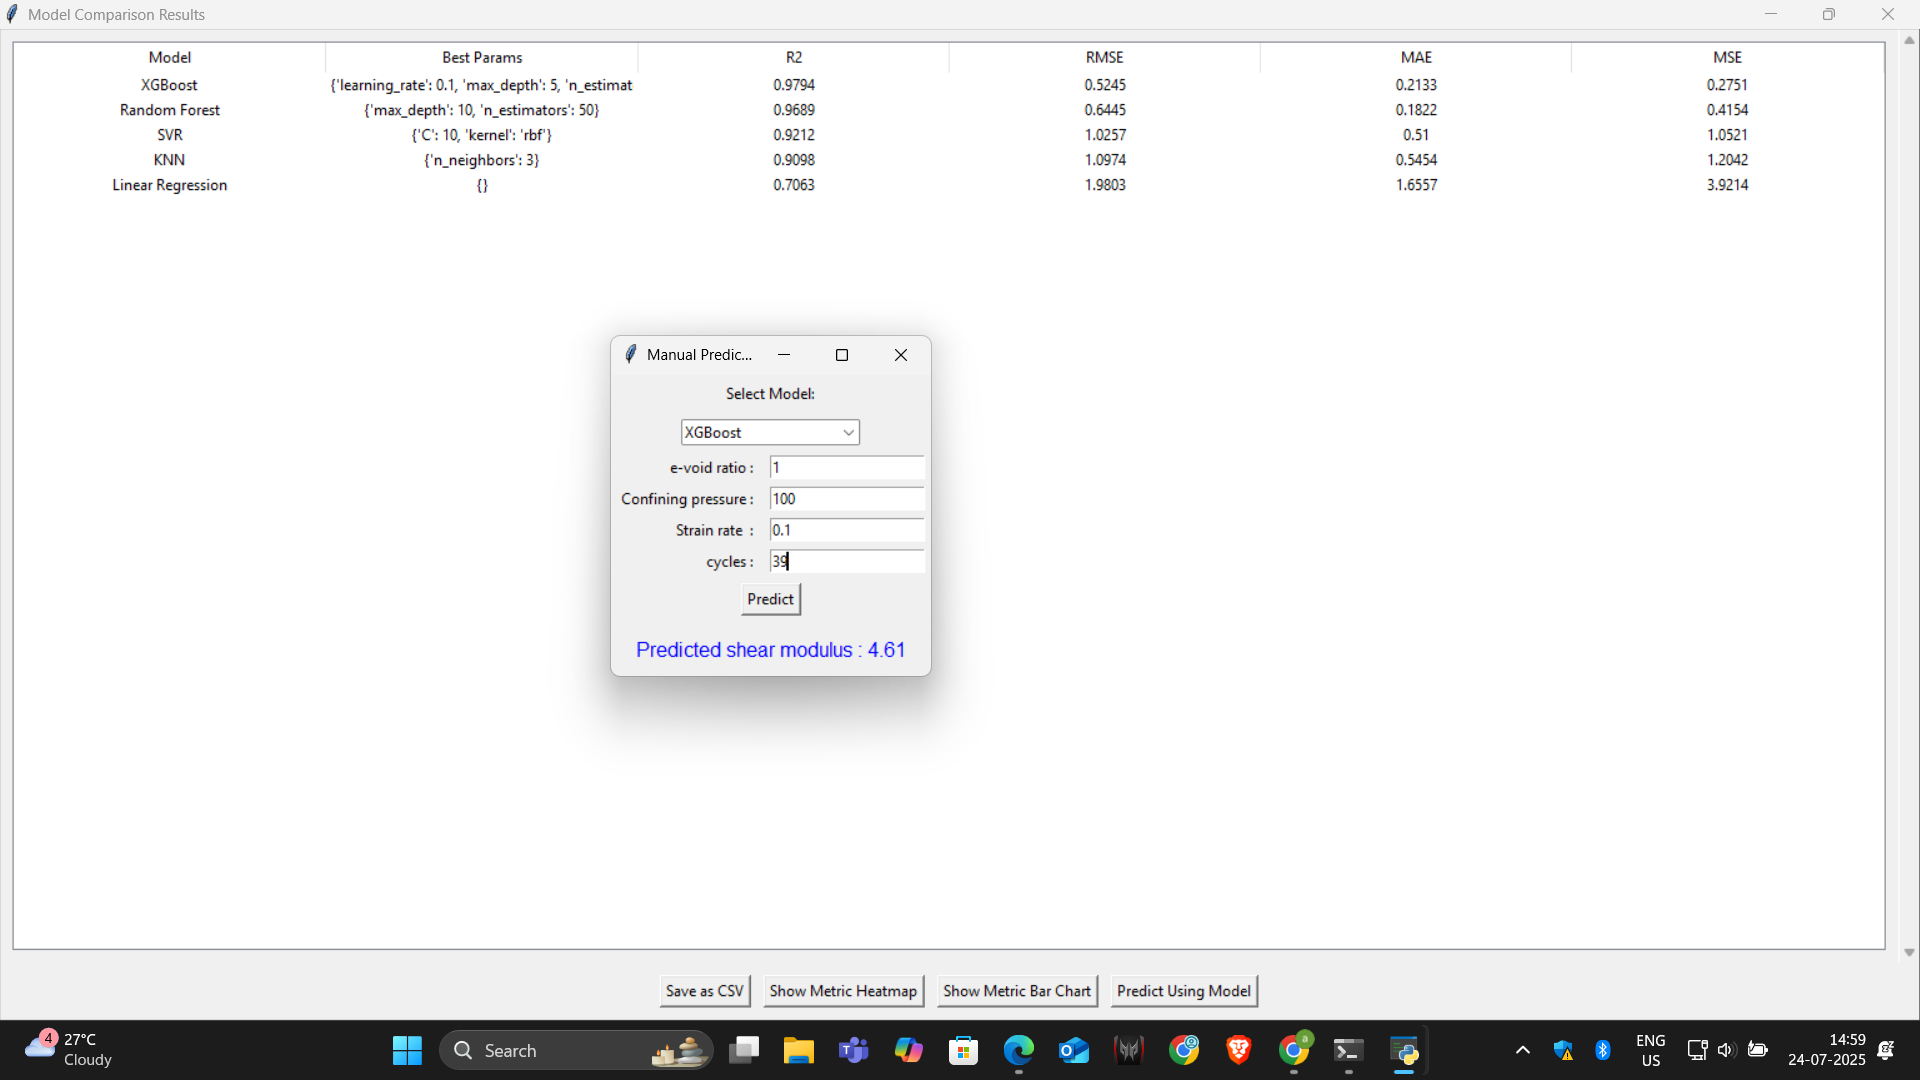 Model Comparison Results
Model Best Params R2 RMSE MAE MSE
XGBoost {'learning_rate': 0.1, 'max_depth': 5, 'n_estimat 0.9794 0.5245 0.2133 0.2751
Random Forest {'max_depth': 10, 'n_estimators': 50} 0.9689 0.6445 0.1822 0.4154
SVR {'C': 10, 'kernel': 'rbf'} 0.9212 1.0257 0.51 1.0521
KNN {'n_neighbors': 3} 0.9098 1.0974 0.5454 1.2042
Linear Regression {} 0.7063 1.9803 1.6557 3.9214
Manual Predic...
Select Model:
XGBoost
e-void ratio : 1
Confining pressure : 100
Strain rate : 0.1
cycles : 39
Predict
Predicted shear modulus : 4.61
Save as CSV Show Metric Heatmap Show Metric Bar Chart Predict Using Model
4 27°C
Cloudy
Search
ENG
US
14:59
24-07-2025